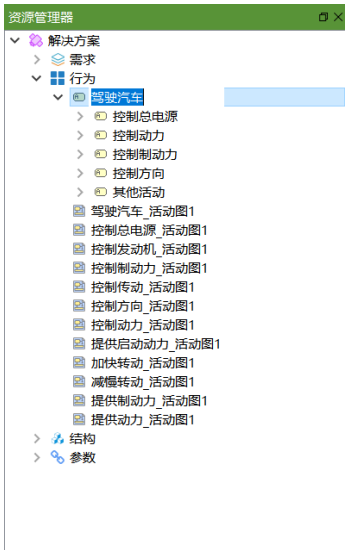 资源管理器
解决方案
需求
行为
驾驶汽车
控制总电源
控制动力
控制制动力
控制方向
其他活动
驾驶汽车_活动图1
控制总电源_活动图1
控制发动机_活动图1
控制制动力_活动图1
控制传动_活动图1
控制方向_活动图1
控制动力_活动图1
提供启动动力_活动图1
加快转动_活动图1
减慢转动_活动图1
提供制动力_活动图1
提供动力_活动图1
结构
参数